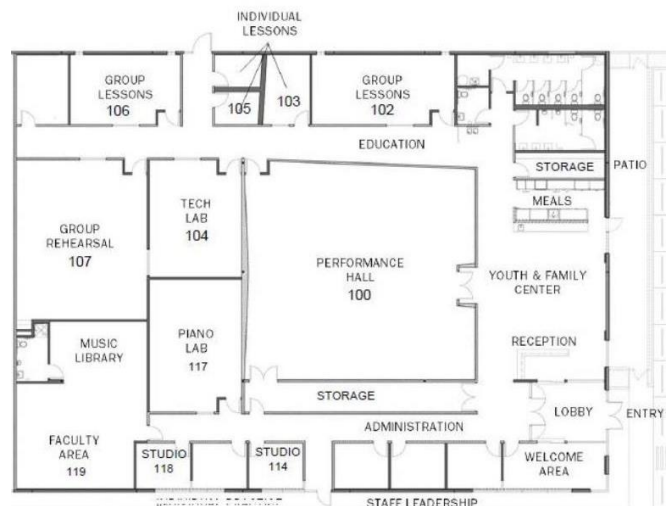 INDIVIDUAL
LESSONS
GROUP
LESSONS
106
105
103
GROUP
LESSONS
102
EDUCATION
STORAGE
PATIO
MEALS
TECH
LAB
104
GROUP
REHEARSAL
107
PERFORMANCE
HALL
100
YOUTH & FAMILY
CENTER
RECEPTION
MUSIC
LIBRARY
PIANO
LAB
117
STORAGE
LOBBY
ENTRY
ADMINISTRATION
FACULTY
AREA
119
STUDIO
118
STUDIO
114
WELCOME
AREA
STAFF LEADERSHIP